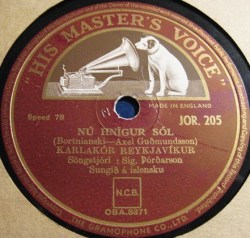 "HIS MASTER'S VOICE"
MADE IN ENGLAND
Speed 78
JOR. 205
NÚ HNÍGUR SÓL
(Bortnianski—Axel Guðmundsson)
KARLAKÓR REYKJAVÍKUR
Söngstjóri : Sig. Þórðarson
Sungið á íslensku
N.C.B.
OBA.8871
THE GRAMOPHONE CO., LTD.